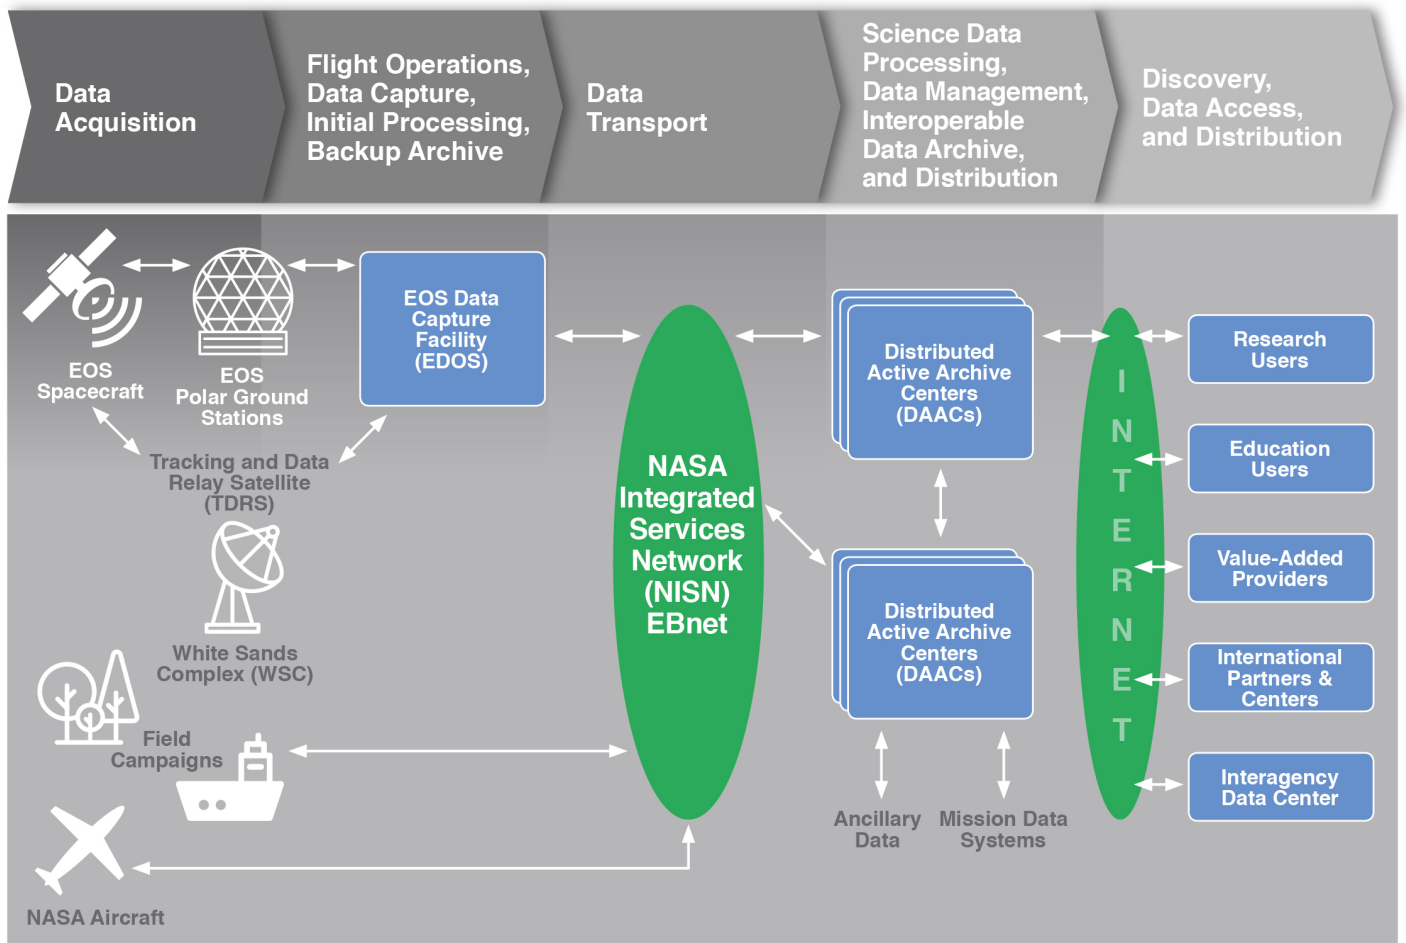 Data
Acquisition
Flight Operations,
Data Capture,
Initial Processing,
Backup Archive
Data
Transport
Science Data
Processing,
Data Management,
Interoperable
Data Archive,
and Distribution
Discovery,
Data Access,
and Distribution
EOS
Spacecraft
EOS
Polar Ground
Stations
EOS Data
Capture
Facility
(EDOS)
Tracking and Data
Relay Satellite
(TDRS)
White Sands
Complex (WSC)
Field
Campaigns
NASA Aircraft
NASA
Integrated
Services
Network
(NISN)
EBnet
Distributed
Active Archive
Centers
(DAACs)
Distributed
Active Archive
Centers
(DAACs)
Ancillary
Data
Mission Data
Systems
INTERNET
Research
Users
Education
Users
Value-Added
Providers
International
Partners &
Centers
Interagency
Data Center